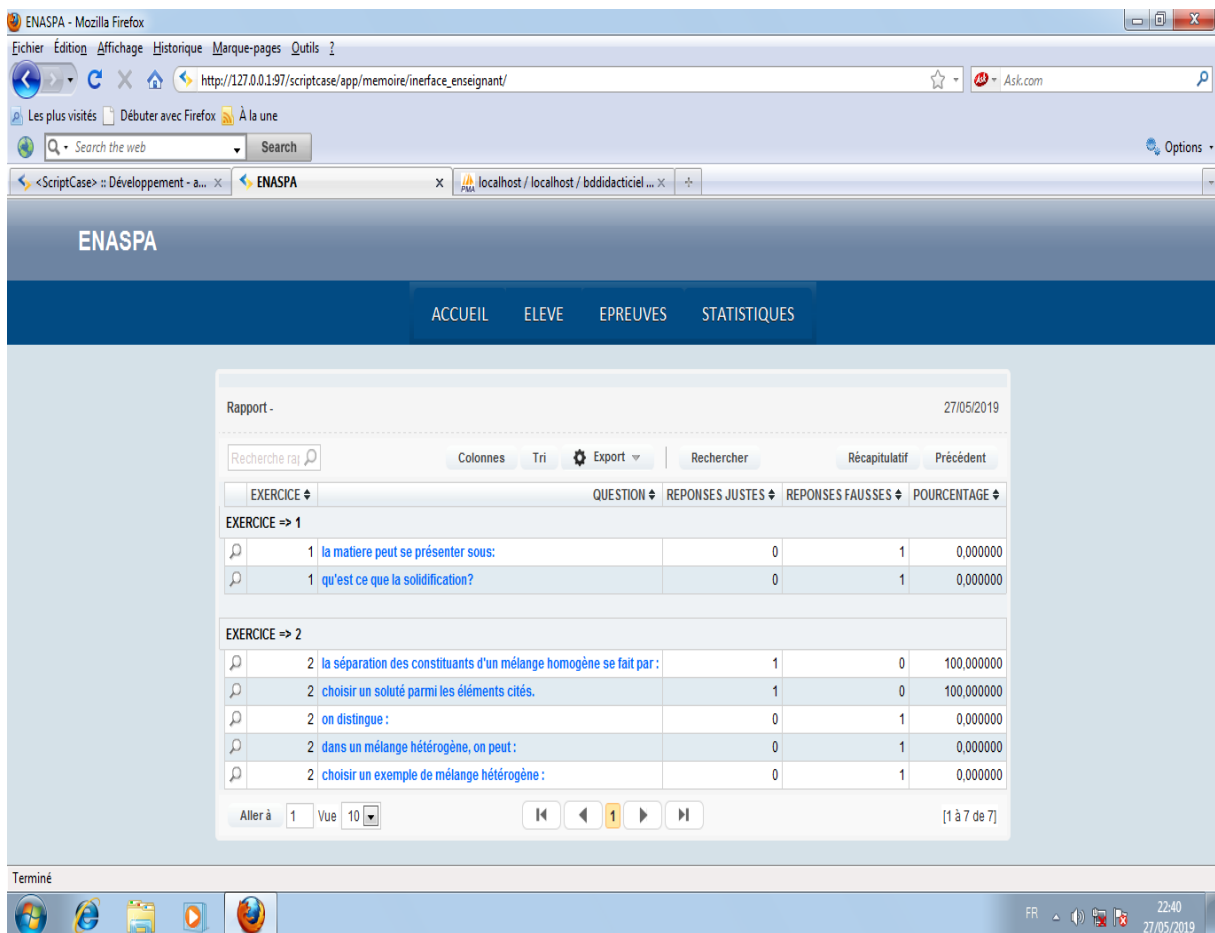 ENASPA - Mozilla Firefox
Fichier Édition Affichage Historique Marque-pages Outils ?
http://127.0.0.1:97/scriptcase/app/memoire/inerface_enseignant/ Ask.com
Les plus visités Débuter avec Firefox À la une
Search the web Search Options
<ScriptCase> :: Développement - a... ENASPA localhost / localhost / bddidacticiel ...
ENASPA
ACCUEIL ELEVE EPREUVES STATISTIQUES
Rapport - 27/05/2019
Recherche raj Colonnes Tri Export Rechercher Récapitulatif Précédent
EXERCICE QUESTION REPONSES JUSTES REPONSES FAUSSES POURCENTAGE
EXERCICE => 1
1 la matiere peut se présenter sous: 0 1 0,000000
1 qu'est ce que la solidification? 0 1 0,000000
EXERCICE => 2
2 la séparation des constituants d'un mélange homogène se fait par : 1 0 100,000000
2 choisir un soluté parmi les éléments cités. 1 0 100,000000
2 on distingue : 0 1 0,000000
2 dans un mélange hétérogène, on peut : 0 1 0,000000
2 choisir un exemple de mélange hétérogène : 0 1 0,000000
Aller à 1 Vue 10 1 [1 à 7 de 7]
Terminé
FR 22:40
27/05/2019